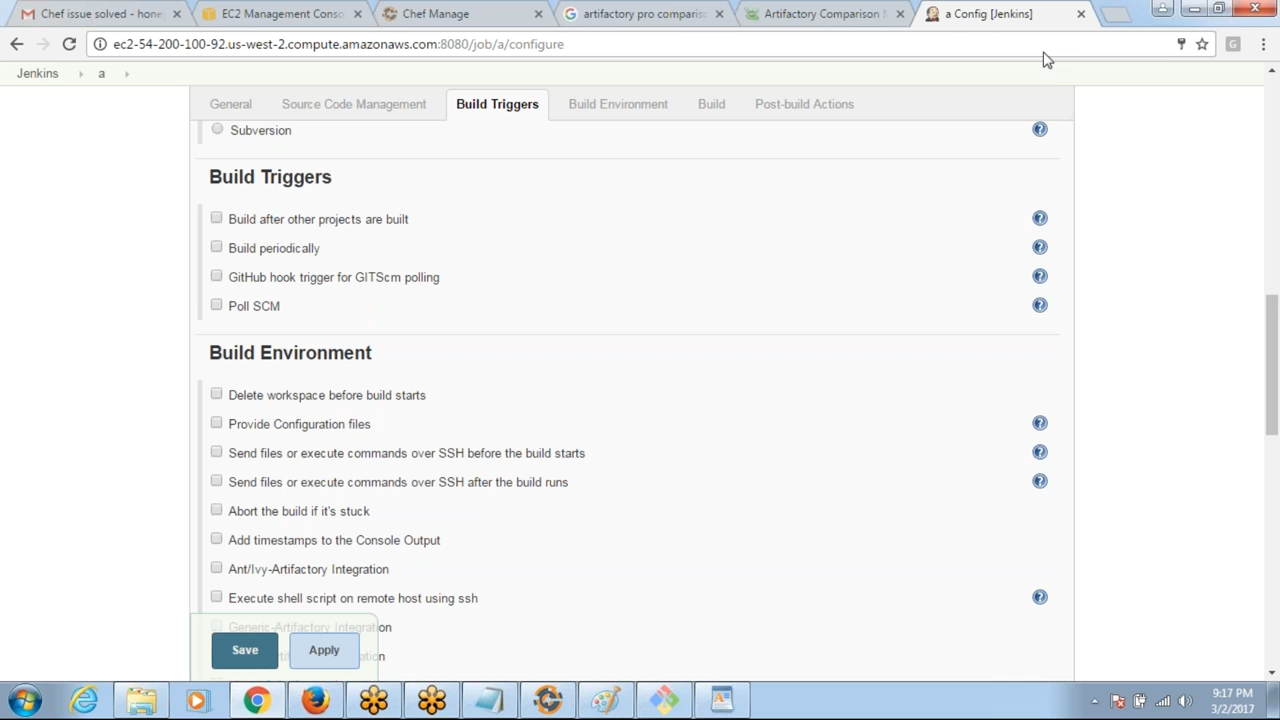 Chef issue solved - hone
EC2 Management Conso
Chef Manage
artifactory pro comparis
Artifactory Comparison
a Config [Jenkins]
ec2-54-200-100-92.us-west-2.compute.amazonaws.com:8080/job/a/configure
Jenkins a
General Source Code Management Build Triggers Build Environment Build Post-build Actions
Subversion
Build Triggers
Build after other projects are built
Build periodically
GitHub hook trigger for GITScm polling
Poll SCM
Build Environment
Delete workspace before build starts
Provide Configuration files
Send files or execute commands over SSH before the build starts
Send files or execute commands over SSH after the build runs
Abort the build if it's stuck
Add timestamps to the Console Output
Ant/Ivy-Artifactory Integration
Execute shell script on remote host using ssh
Generic-Artifactory Integration
Save Apply
9:17 PM
3/2/2017